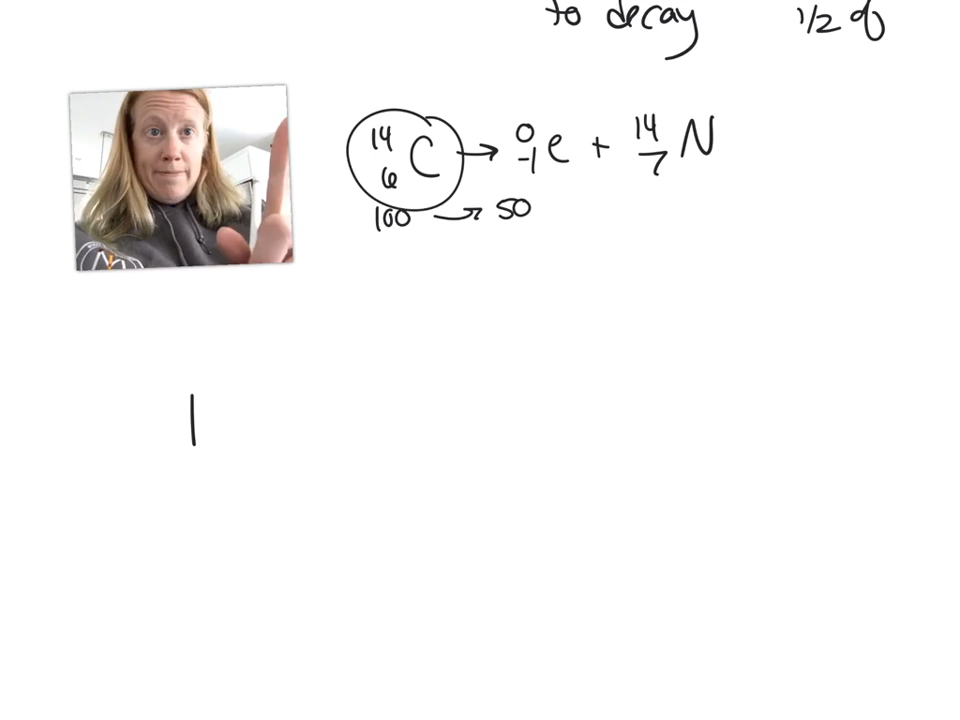 to decay 1/2 of
14 6 C → 0 -1 e + 14 7 N
100 → 50
|